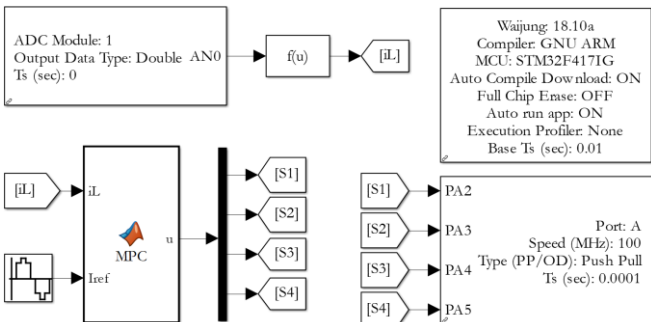 ADC Module: 1
Output Data Type: Double
Ts (sec): 0
AN0
f(u)
[iL]
Waijung: 18.10a
Compiler: GNU ARM
MCU: STM32F417IG
Auto Compile Download: ON
Full Chip Erase: OFF
Auto run app: ON
Execution Profiler: None
Base Ts (sec): 0.01
[iL]
iL
MPC
u
Iref
[S1]
[S2]
[S3]
[S4]
[S1]
[S2]
[S3]
[S4]
PA2
PA3
PA4
PA5
Port: A
Speed (MHz): 100
Type (PP/OD): Push Pull
Ts (sec): 0.0001